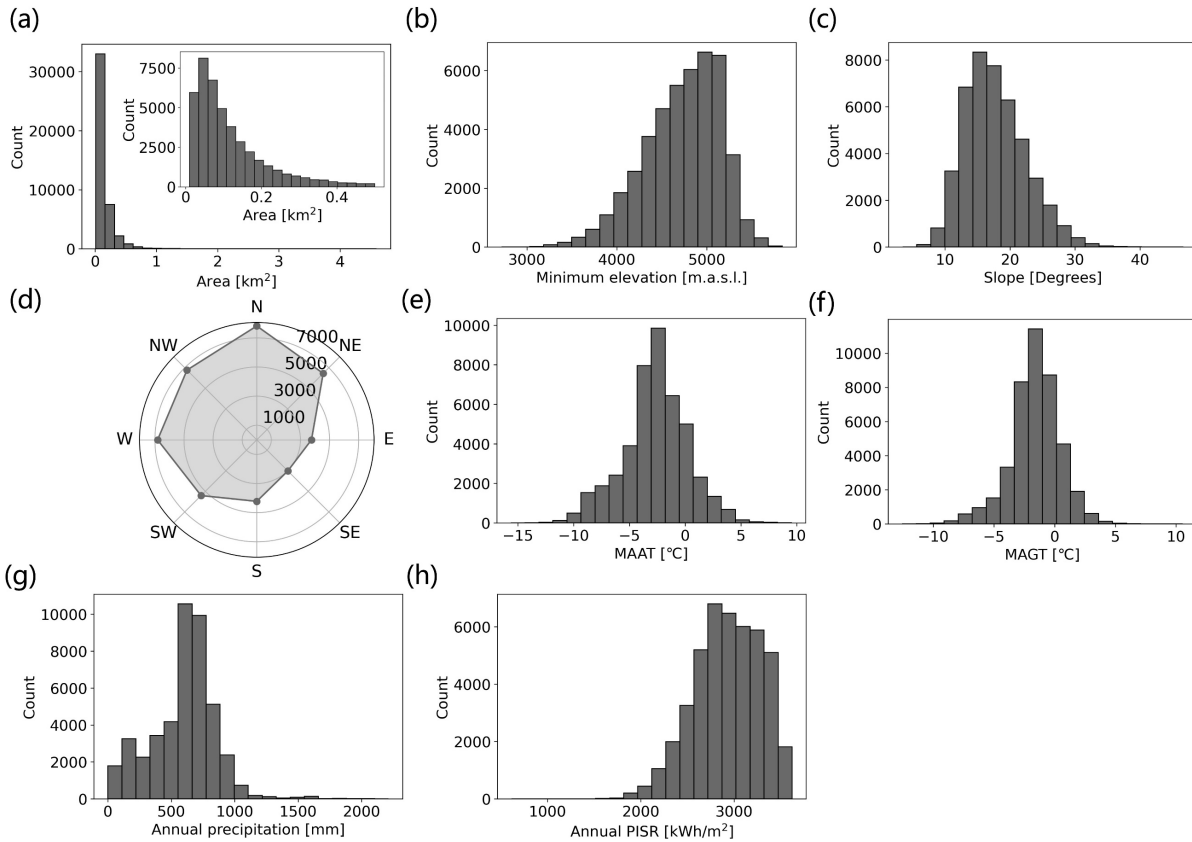 (a)
30000
20000
10000
0
Count
0 1 2 3 4
Area [km²]
7500
5000
2500
0
Count
0 0.2 0.4
Area [km²]
(b)
6000
4000
2000
0
Count
3000 4000 5000
Minimum elevation [m.a.s.l.]
(c)
8000
6000
4000
2000
0
Count
10 20 30 40
Slope [Degrees]
(d)
N
NW
7000
NE
5000
3000
1000
W
E
SW
SE
S
(e)
10000
8000
6000
4000
2000
0
Count
−15 −10 −5 0 5 10
MAAT [℃]
(f)
10000
8000
6000
4000
2000
0
Count
−10 −5 0 5 10
MAGT [℃]
(g)
10000
8000
6000
4000
2000
0
Count
0 500 1000 1500 2000
Annual precipitation [mm]
(h)
6000
4000
2000
0
Count
1000 2000 3000
Annual PISR [kWh/m²]